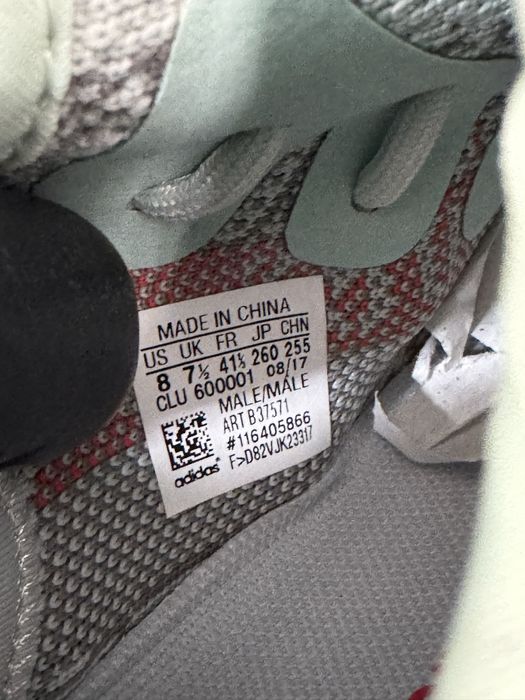 MADE IN CHINA
US UK FR JP CHN
8 7½ 41⅓ 260 255
CLU 600001 08/17
MALE/MÂLE
ART B37571
#116405866
F>D82VJK23317
adidas